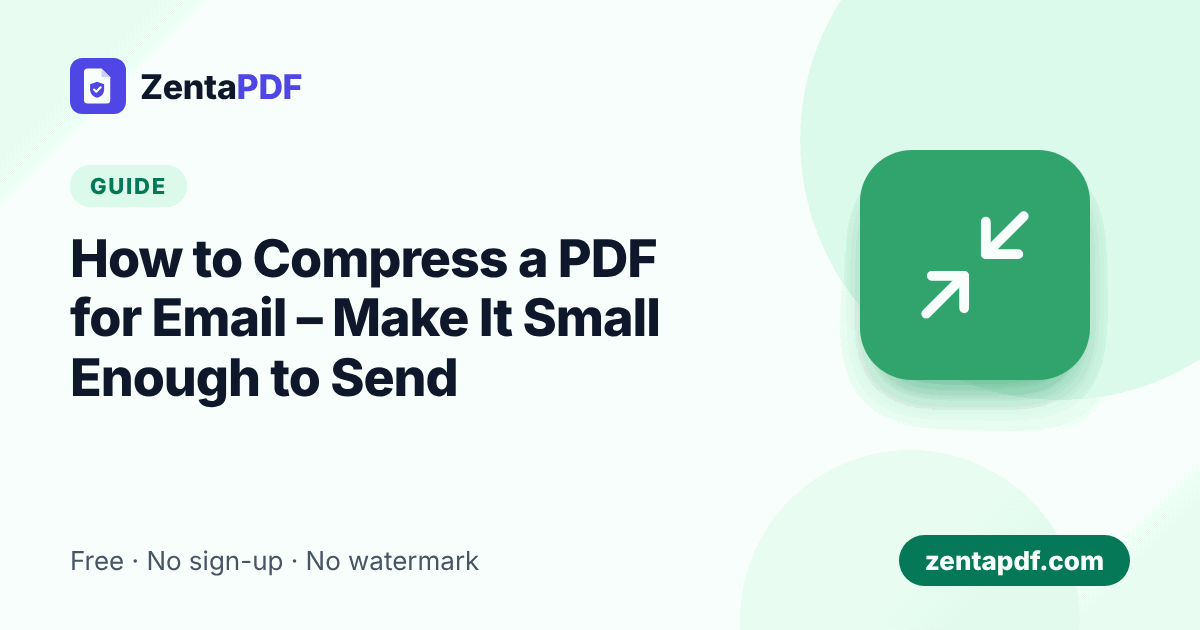 ZentaPDF
GUIDE
How to Compress a PDF
for Email – Make It Small
Enough to Send
Free · No sign-up · No watermark
zentapdf.com